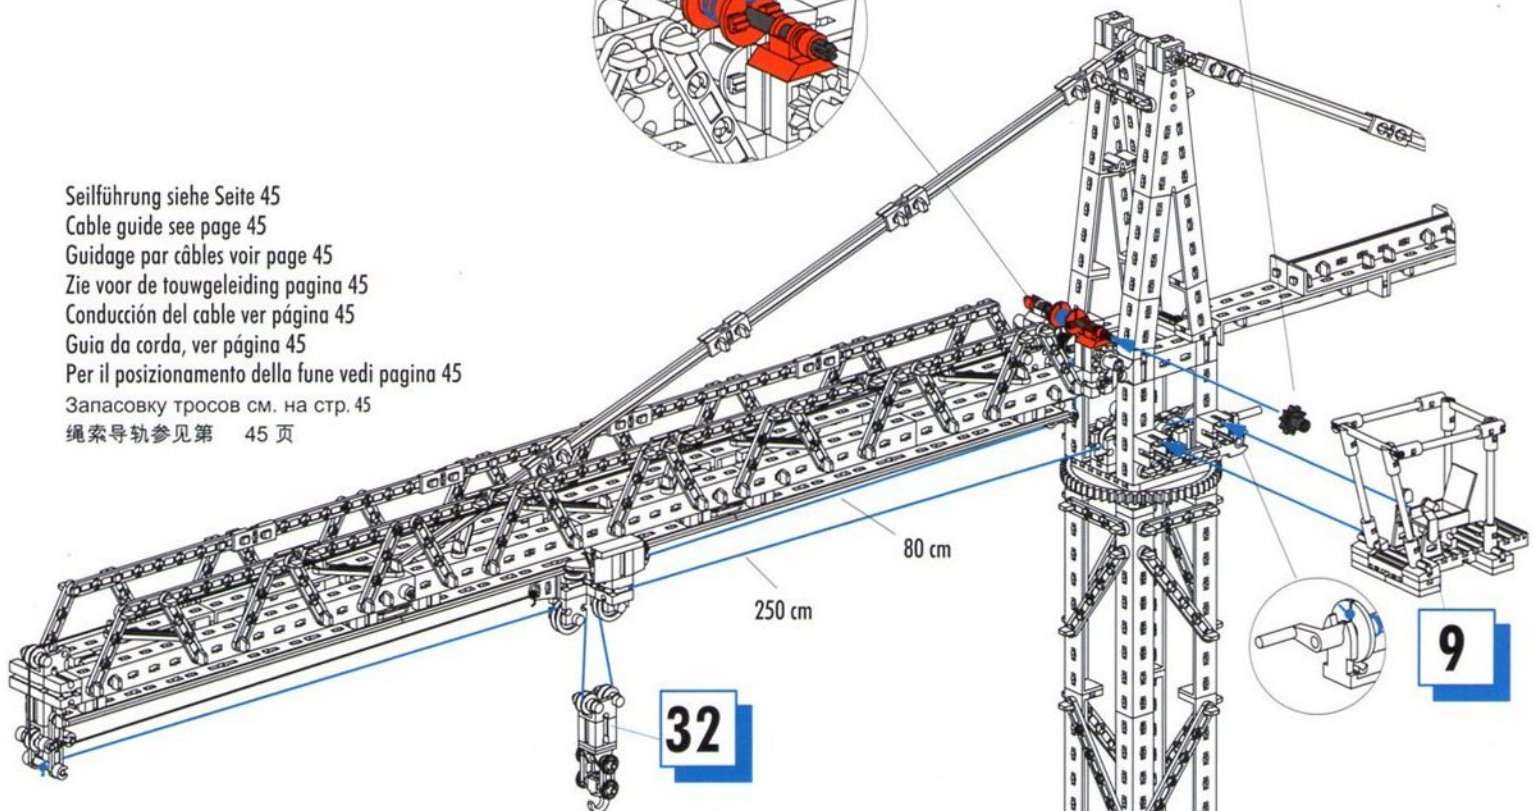 Seilführung siehe Seite 45
Cable guide see page 45
Guidage par câbles voir page 45
Zie voor de touwgeleiding pagina 45
Conducción del cable ver página 45
Guia da corda, ver página 45
Per il posizionamento della fune vedi pagina 45
Запасовку тросов см. на стр. 45
绳索导轨参见第 45 页
80 cm
250 cm
9
32